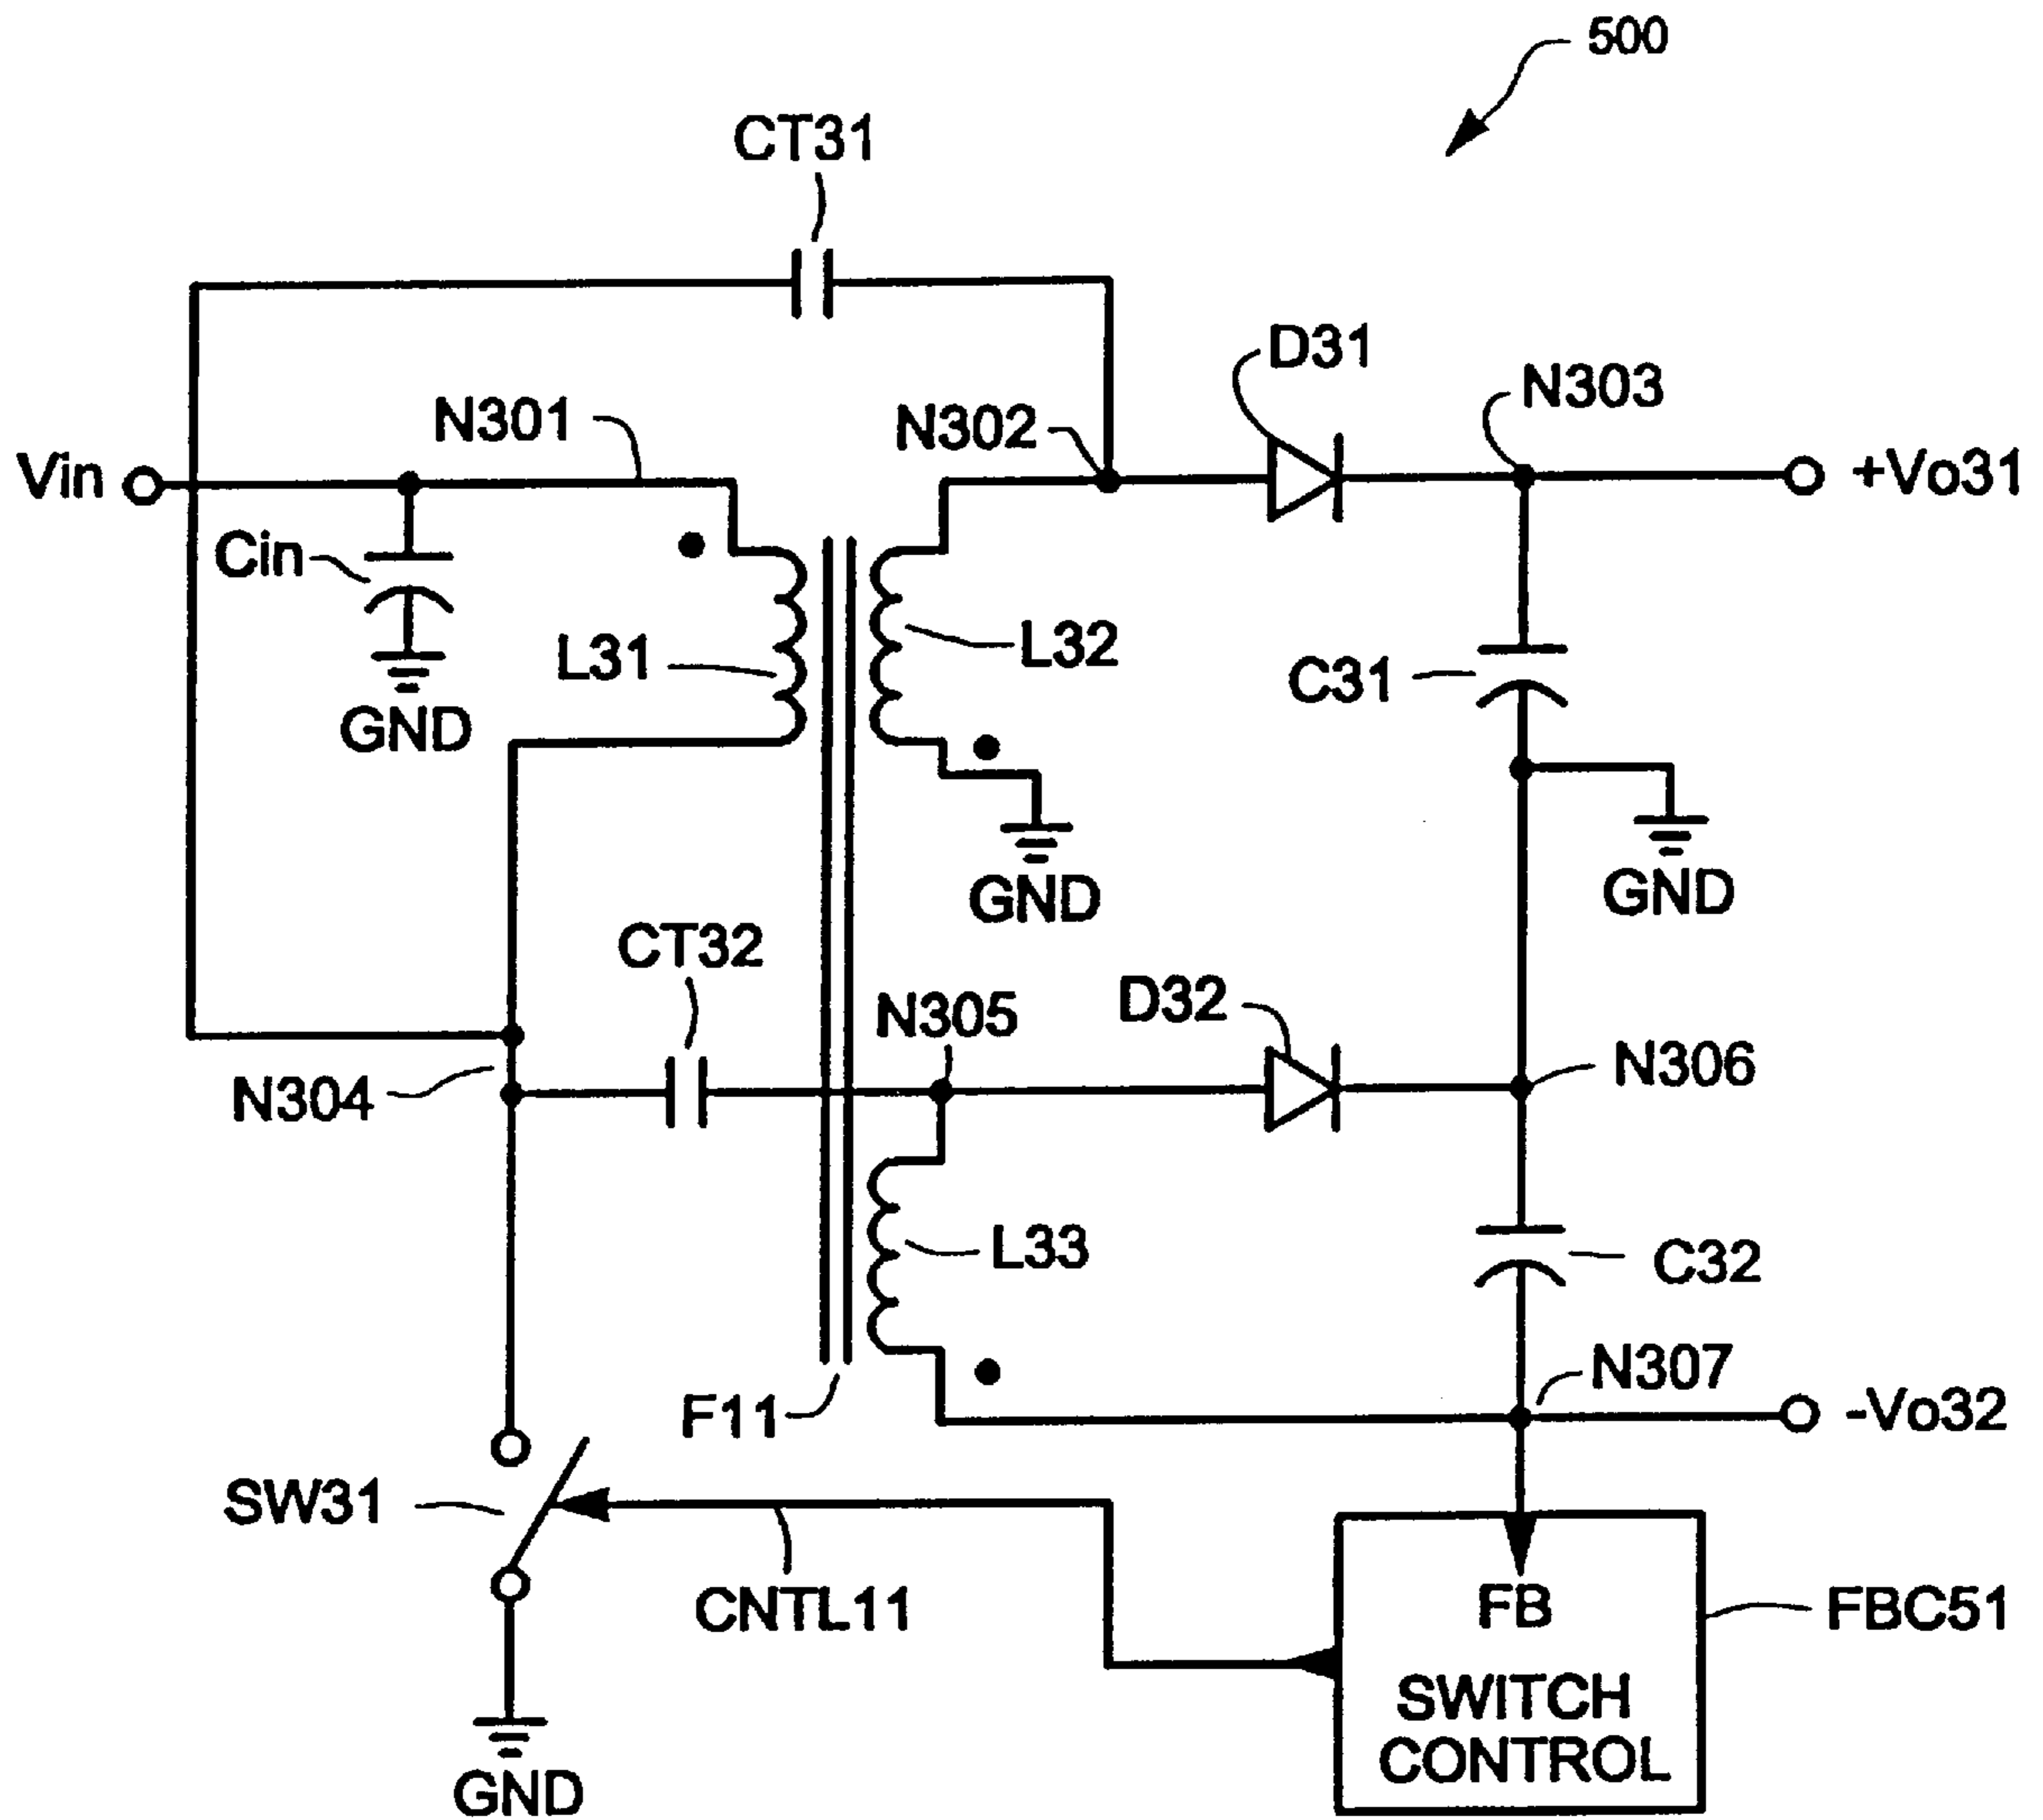 500
CT31
D31
N303
N301
N302
Vin
+Vo31
Cin
L31
L32
C31
GND
GND
GND
CT32
N305
D32
N306
N304
L33
C32
N307
F11
-Vo32
SW31
CNTL11
FB
FBC51
SWITCH
CONTROL
GND